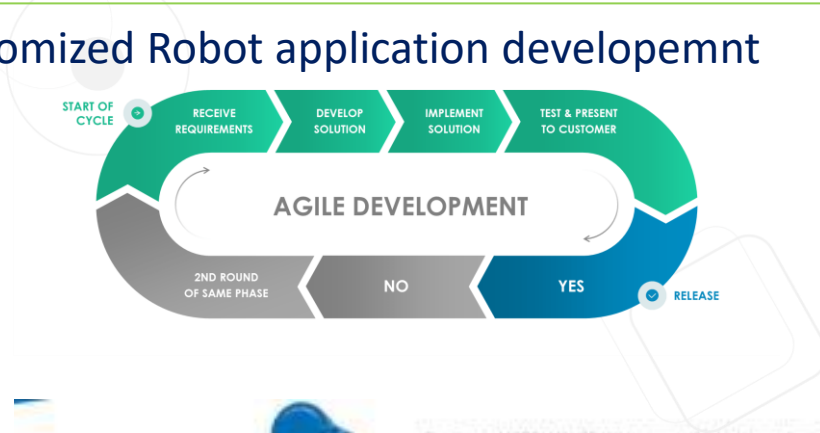 omized Robot application developemnt
START OF
CYCLE
RECEIVE
REQUIREMENTS
DEVELOP
SOLUTION
IMPLEMENT
SOLUTION
TEST & PRESENT
TO CUSTOMER
AGILE DEVELOPMENT
2ND ROUND
OF SAME PHASE
NO
YES
RELEASE